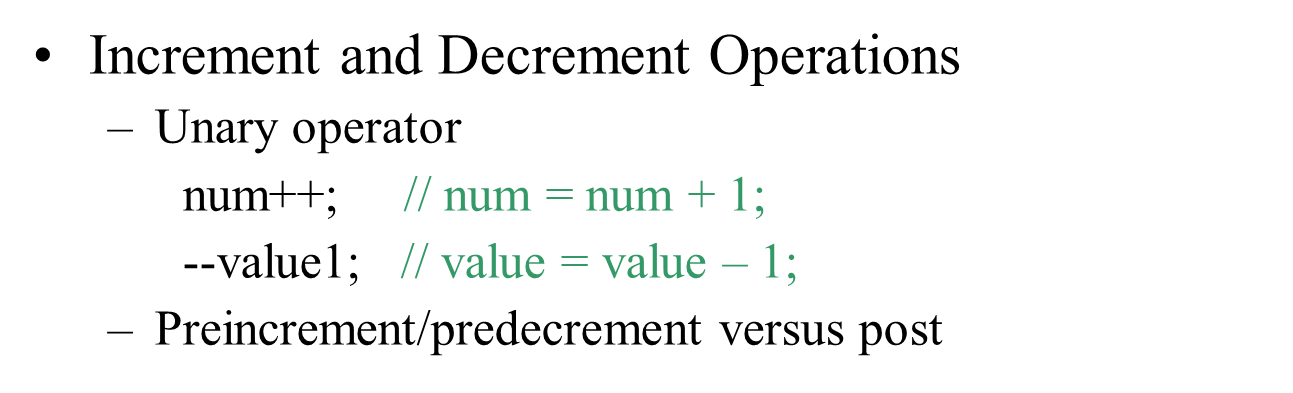 • Increment and Decrement Operations
– Unary operator
num++; // num = num + 1;
--value1; // value = value – 1;
– Preincrement/predecrement versus post